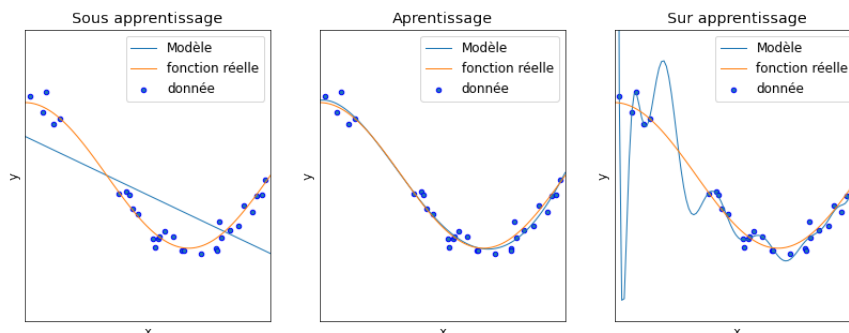 Sous apprentissage
Modèle
fonction réelle
donnée
y
x
Aprentissage
Modèle
fonction réelle
donnée
y
x
Sur apprentissage
Modèle
fonction réelle
donnée
y
x